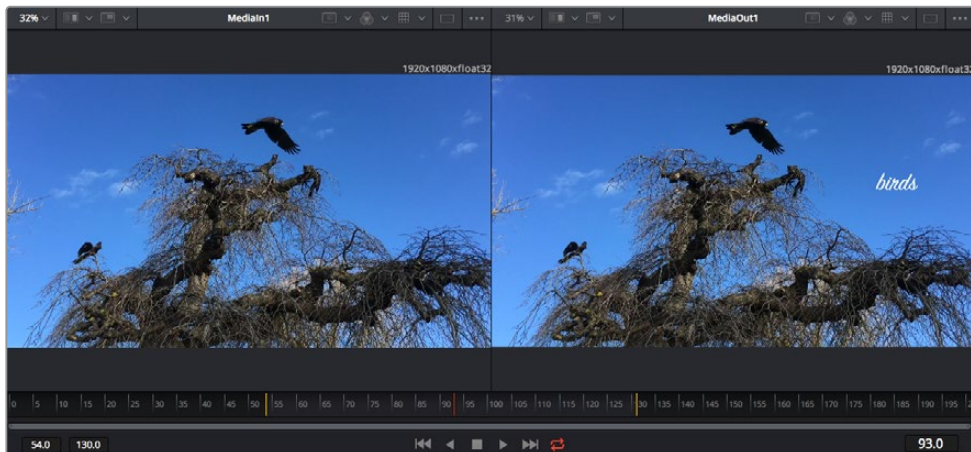 32% MediaIn1
31% MediaOut1
1920x1080xfloat32
1920x1080xfloat32
birds
0 5 10 15 20 25 30 35 40 45 50 55 60 65 70 75 80 85 90 95 100 105 110 115 120 125 130 135 140 145 150 155 160 165 170 175 180 185 190 195
54.0 130.0 93.0